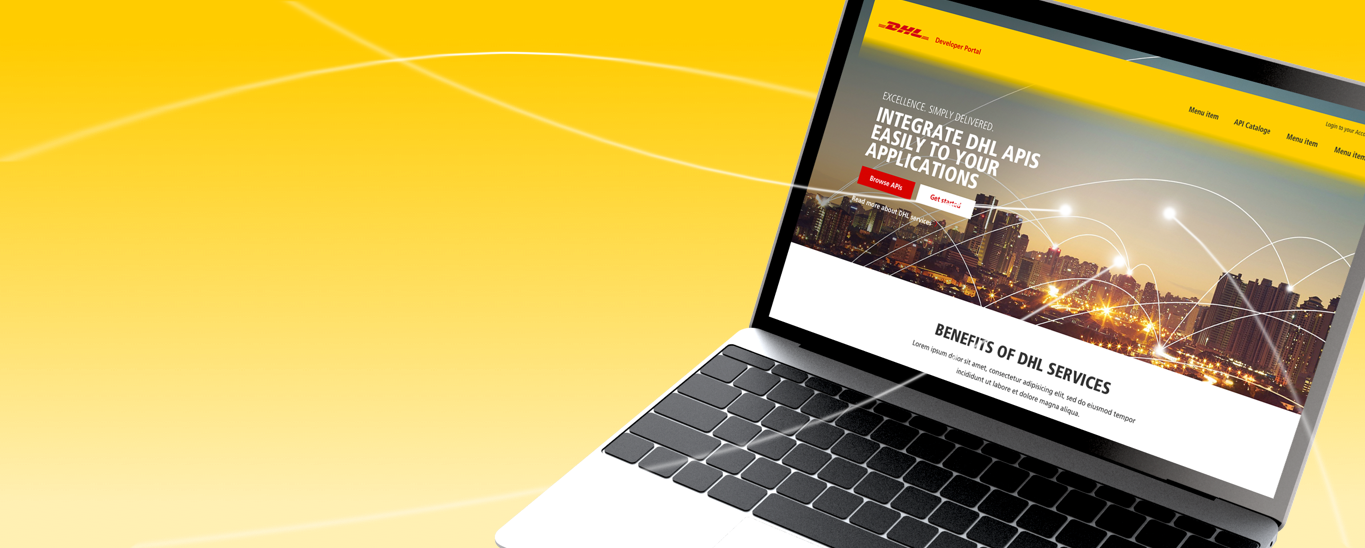 DHL Developer Portal
Login to your Acco
Menu item API Cataloge Menu item Menu item
EXCELLENCE. SIMPLY DELIVERED.
INTEGRATE DHL APIS
EASILY TO YOUR
APPLICATIONS
Browse APIs Get started
Read more about DHL services
BENEFITS OF DHL SERVICES
Lorem ipsum dolor sit amet, consectetur adipisicing elit, sed do eiusmod tempor
incididunt ut labore et dolore magna aliqua.